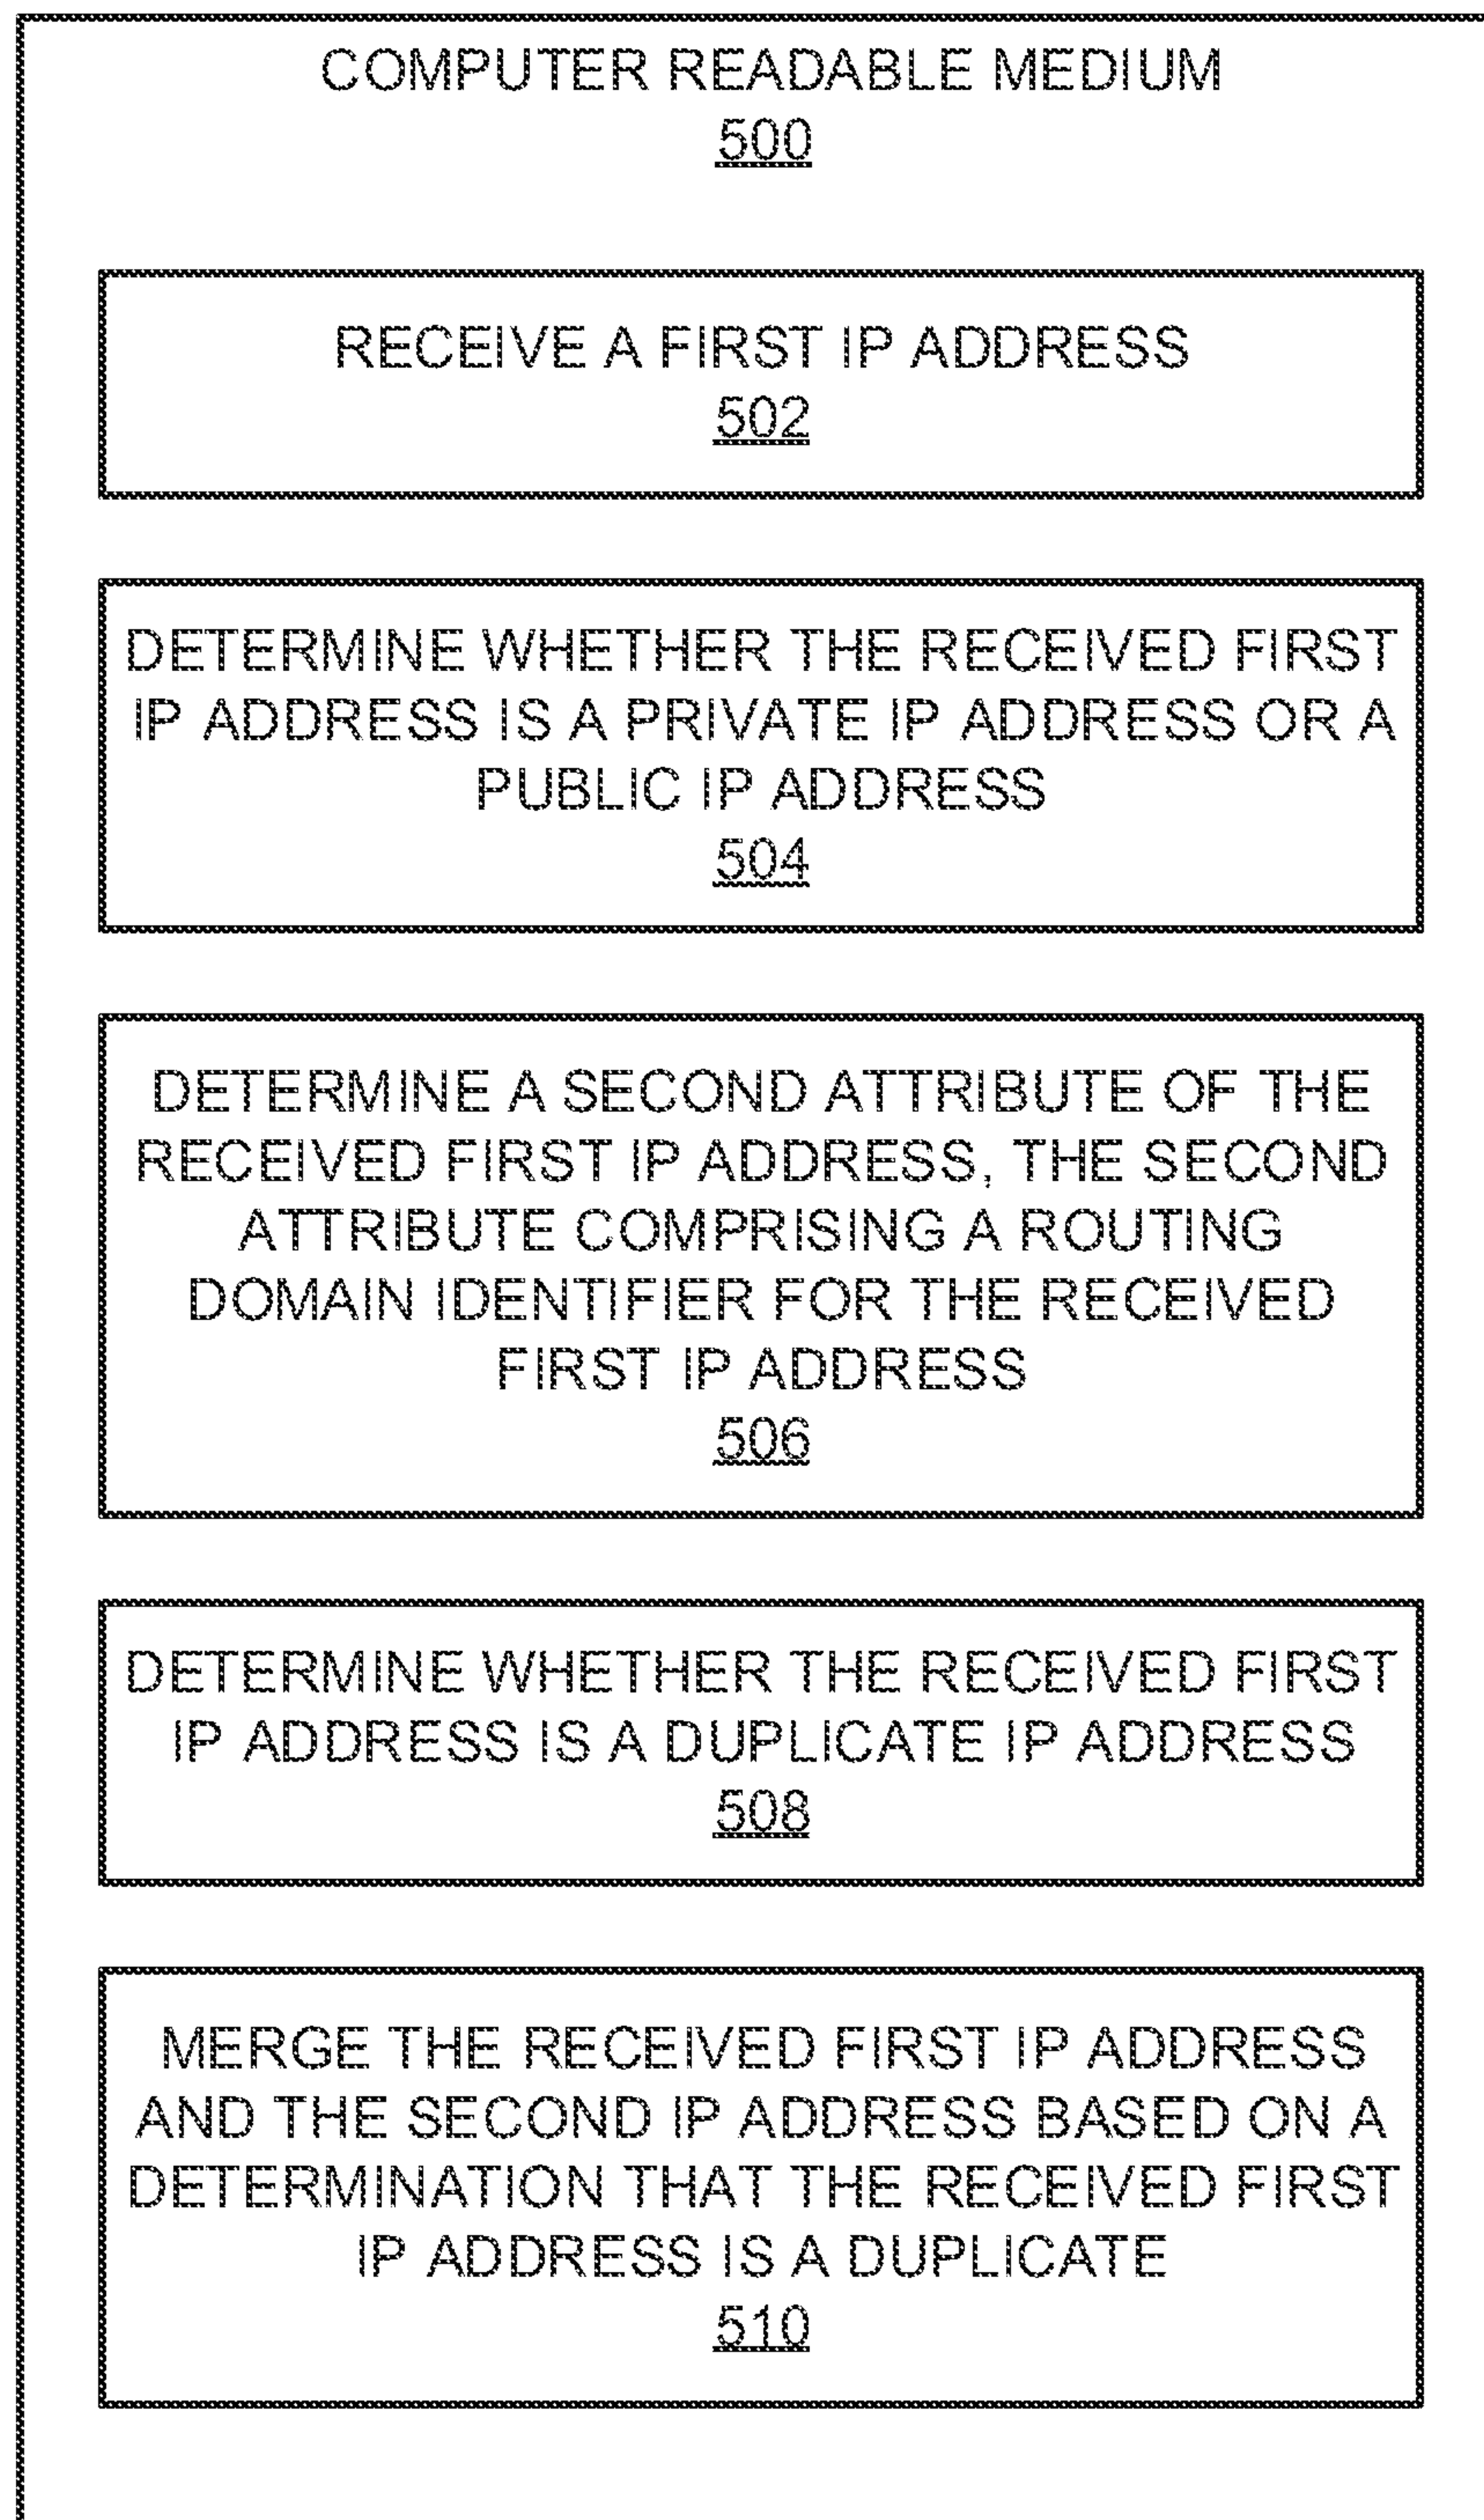 COMPUTER READABLE MEDIUM
500
RECEIVE A FIRST IP ADDRESS
502
DETERMINE WHETHER THE RECEIVED FIRST
IP ADDRESS IS A PRIVATE IP ADDRESS OR A
PUBLIC IP ADDRESS
504
DETERMINE A SECOND ATTRIBUTE OF THE
RECEIVED FIRST IP ADDRESS, THE SECOND
ATTRIBUTE COMPRISING A ROUTING
DOMAIN IDENTIFIER FOR THE RECEIVED
FIRST IP ADDRESS
506
DETERMINE WHETHER THE RECEIVED FIRST
IP ADDRESS IS A DUPLICATE IP ADDRESS
508
MERGE THE RECEIVED FIRST IP ADDRESS
AND THE SECOND IP ADDRESS BASED ON A
DETERMINATION THAT THE RECEIVED FIRST
IP ADDRESS IS A DUPLICATE
510